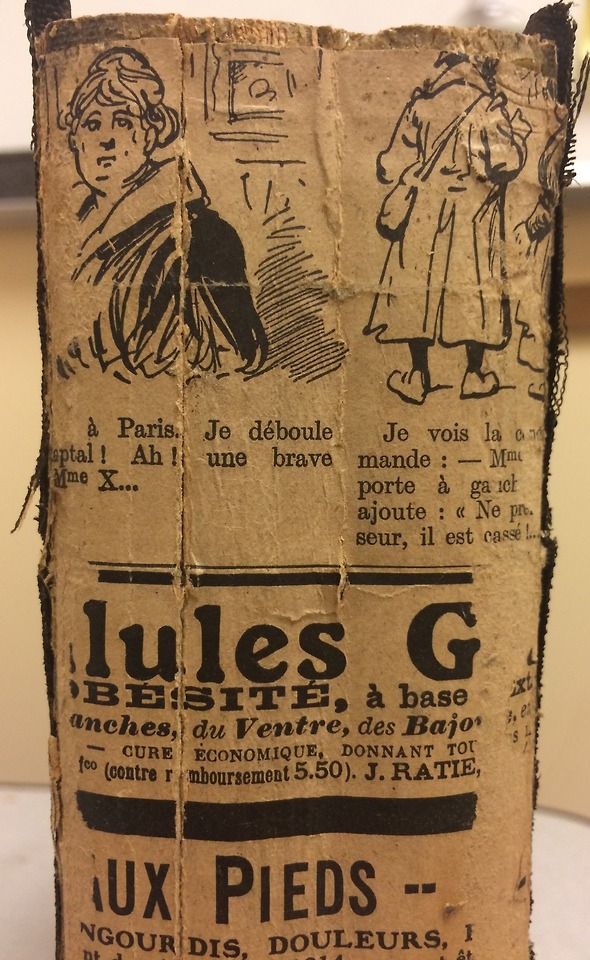 à Paris.
ptal ! Ah !
Mme X...
Je déboule
une brave
Je vois la
mande : — Mme
porte à
ajoute : « Ne
seur, il est cassé !...
lules G
OBÉSITÉ, à base
anches, du Ventre, des Bajo
— CURE ÉCONOMIQUE, DONNANT TOU
fco (contre r mboursement 5.50). J. RATIE,
AUX PIEDS --
NGOURDIS, DOULEURS,